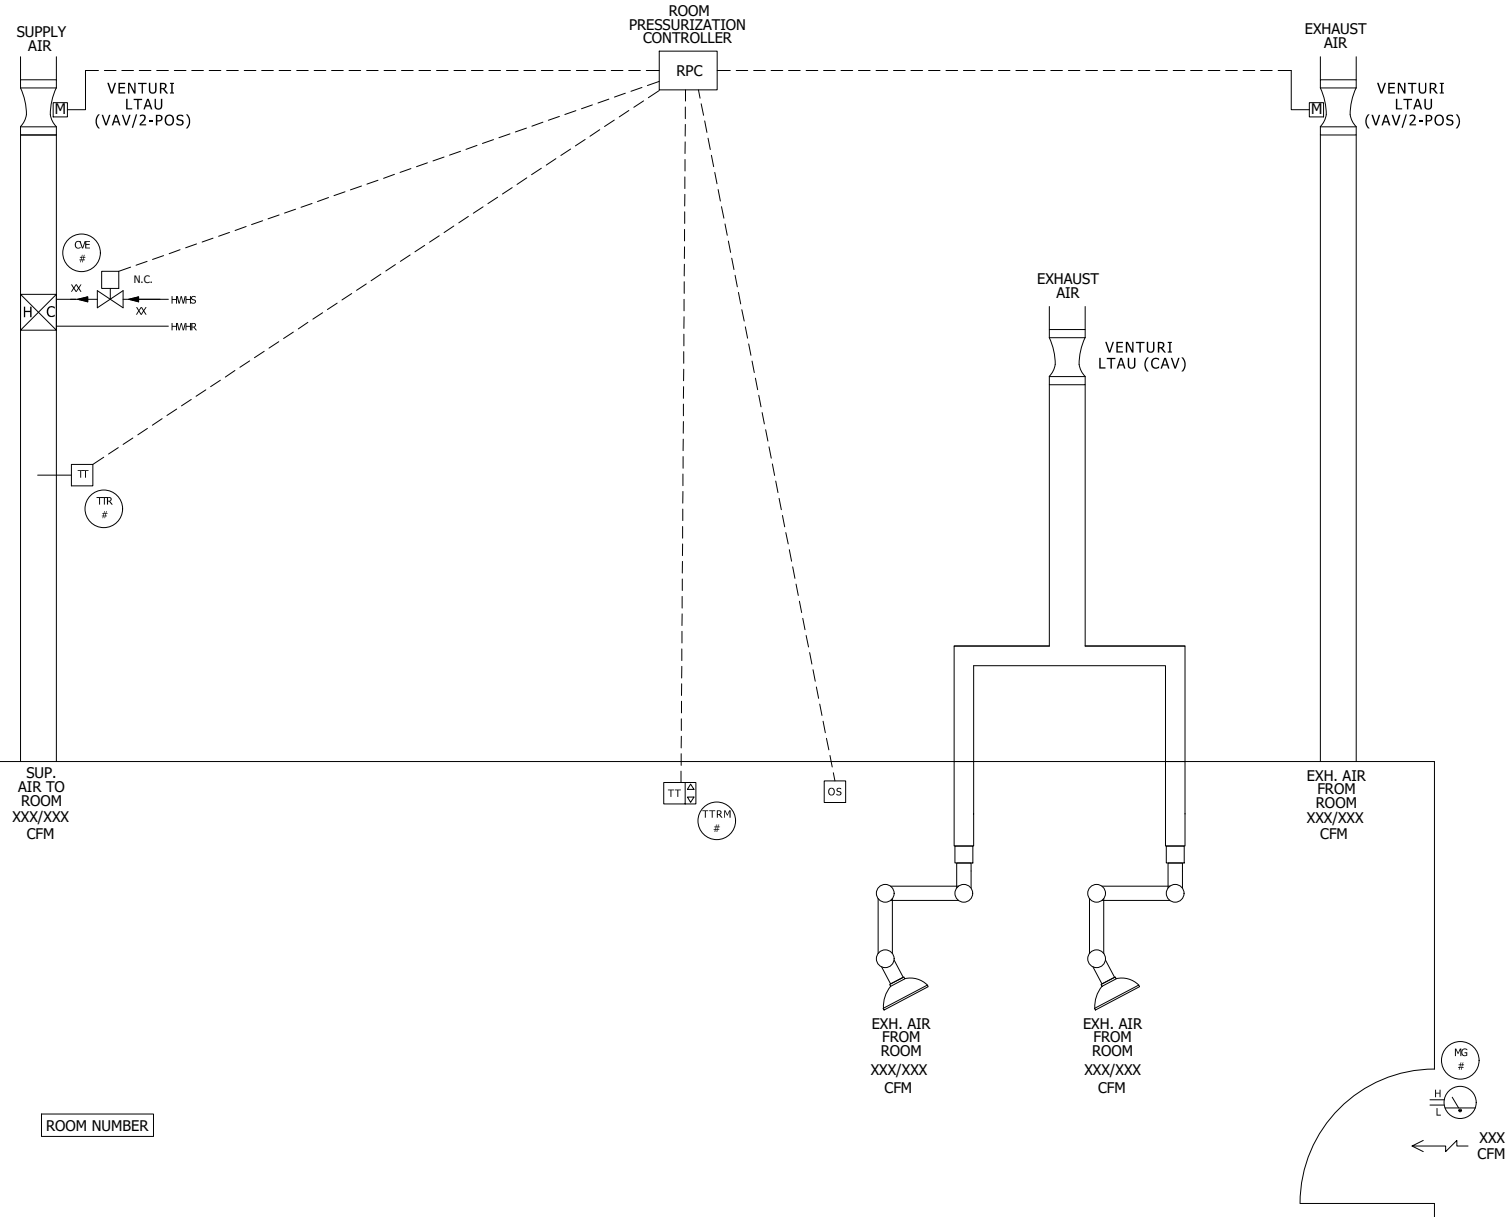 SUPPLY
AIR
VENTURI
LTAU
(VAV/2-POS)
M
ROOM
PRESSURIZATION
CONTROLLER
RPC
EXHAUST
AIR
M
VENTURI
LTAU
(VAV/2-POS)
CVE
#
N.C.
XX
HWHS
XX
H C
HWHR
EXHAUST
AIR
VENTURI
LTAU (CAV)
TT
TTR
#
SUP.
AIR TO
ROOM
XXX/XXX
CFM
TT
TTRM
#
OS
EXH. AIR
FROM
ROOM
XXX/XXX
CFM
EXH. AIR
FROM
ROOM
XXX/XXX
CFM
EXH. AIR
FROM
ROOM
XXX/XXX
CFM
MG
#
H
L
XXX
CFM
ROOM NUMBER